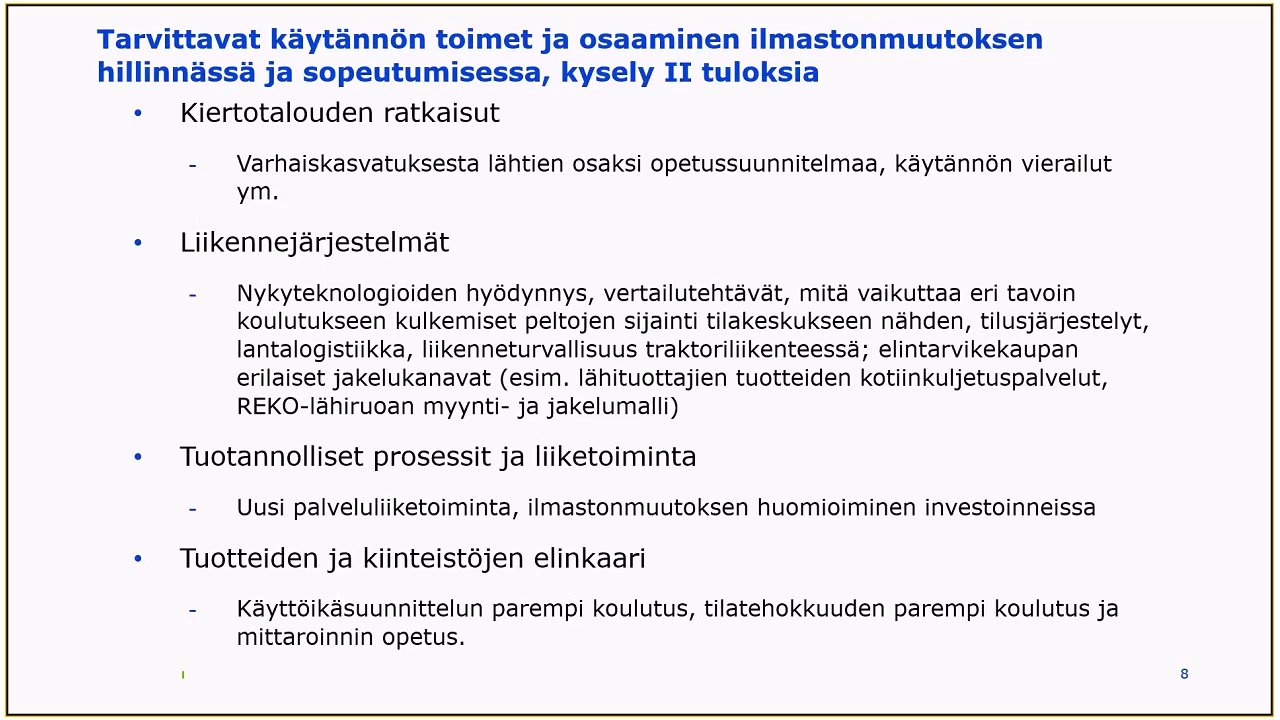 Tarvittavat käytännön toimet ja osaaminen ilmastonmuutoksen
hillinnässä ja sopeutumisessa, kysely II tuloksia
• Kiertotalouden ratkaisut
- Varhaiskasvatuksesta lähtien osaksi opetussuunnitelmaa, käytännön vierailut
ym.
• Liikennejärjestelmät
- Nykyteknologioiden hyödynnys, vertailutehtävät, mitä vaikuttaa eri tavoin
koulutukseen kulkemiset peltojen sijainti tilakeskukseen nähden, tilusjärjestelyt,
lantalogistiikka, liikenneturvallisuus traktoriliikenteessä; elintarvikekaupan
erilaiset jakelukanavat (esim. lähituottajien tuotteiden kotiinkuljetuspalvelut,
REKO-lähiruoan myynti- ja jakelumalli)
• Tuotannolliset prosessit ja liiketoiminta
- Uusi palveluliiketoiminta, ilmastonmuutoksen huomioiminen investoinneissa
• Tuotteiden ja kiinteistöjen elinkaari
- Käyttöikäsuunnittelun parempi koulutus, tilatehokkuuden parempi koulutus ja
mittaroinnin opetus.
8